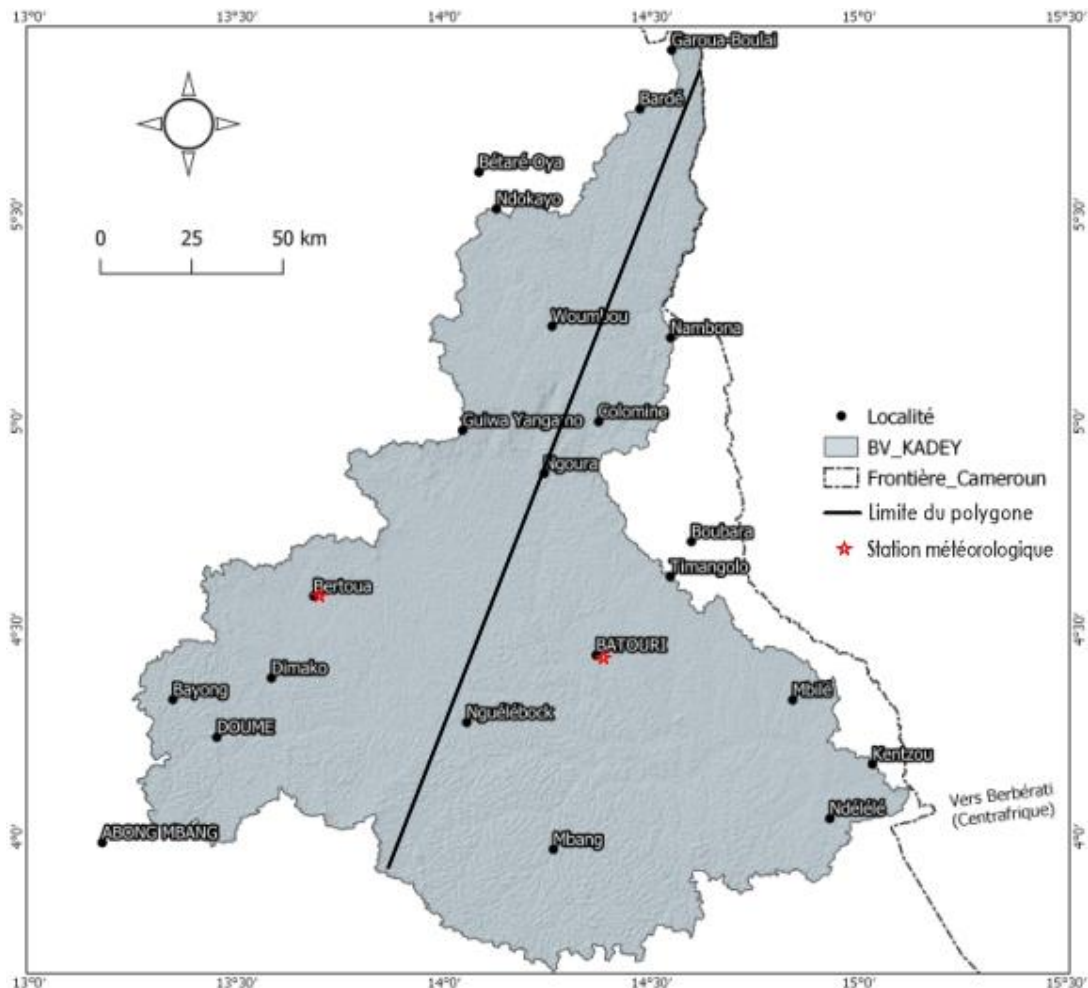 13°0' 13°30' 14°0' 14°30' 15°0' 15°30'
Garoua-Boulai
Bardé
Bétaré-Oya
Ndokayo
5°30' 5°30'
0 25 50 km
Woumbou
Nambona
Guiwa Yangamo
Colomine
5°0' 5°0'
Ngoura
Localité
BV_KADEY
Frontière_Cameroun
Limite du polygone
Station météorologique
Boubara
Timangolo
Bertoua
4°30' 4°30'
BATOURI
Dimako
Bayong
Mbilé
DOUME
Nguélébock
Kentzou
Vers Berbérati
(Centrafrique)
Ndélélé
ABONG MBANG
Mbang
4°0' 4°0'
13°0' 13°30' 14°0' 14°30' 15°0' 15°30'